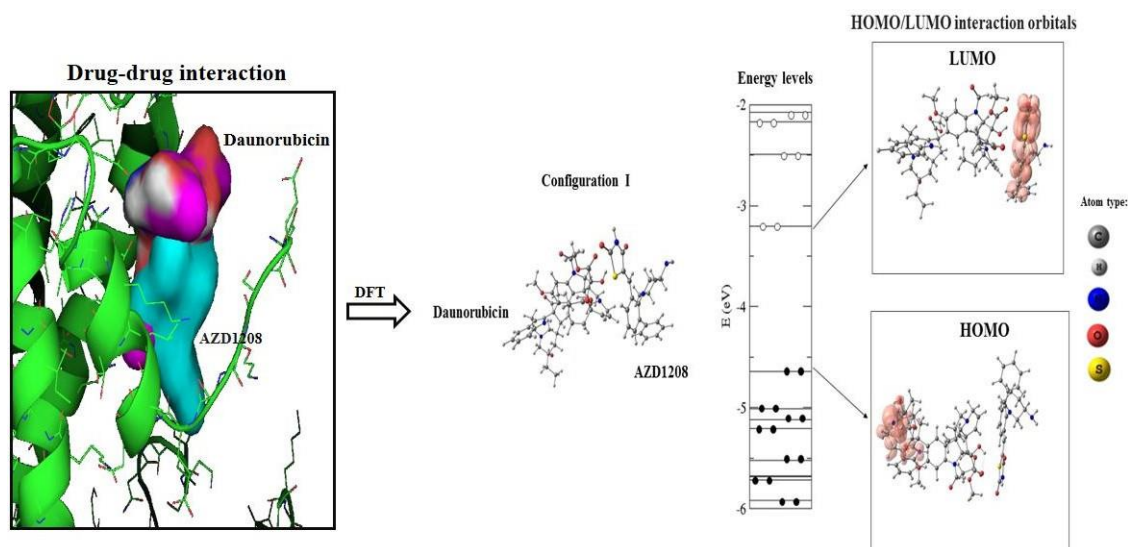 Drug-drug interaction
Daunorubicin
AZD1208
DFT
Configuration I
Daunorubicin
AZD1208
Energy levels
-2
-3
-4
-5
-6
E (eV)
HOMO/LUMO interaction orbitals
LUMO
HOMO
Atom type:
C
H
O
S